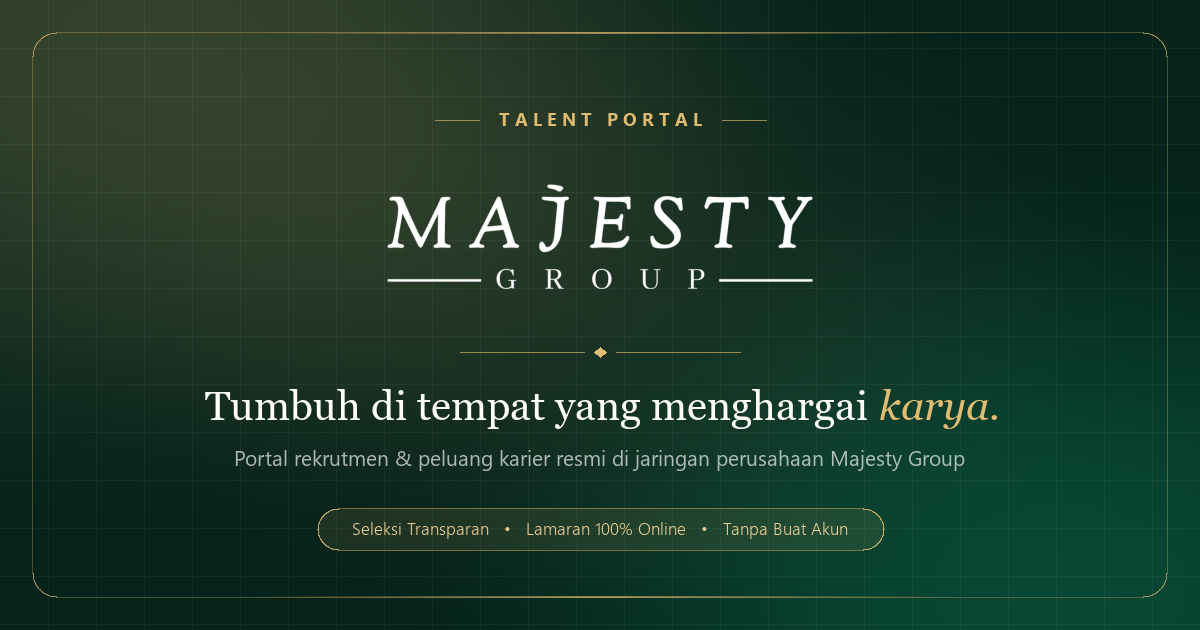 TALENT PORTAL
MAJESTY
GROUP
Tumbuh di tempat yang menghargai karya.
Portal rekrutmen & peluang karier resmi di jaringan perusahaan Majesty Group
Seleksi Transparan • Lamaran 100% Online • Tanpa Buat Akun